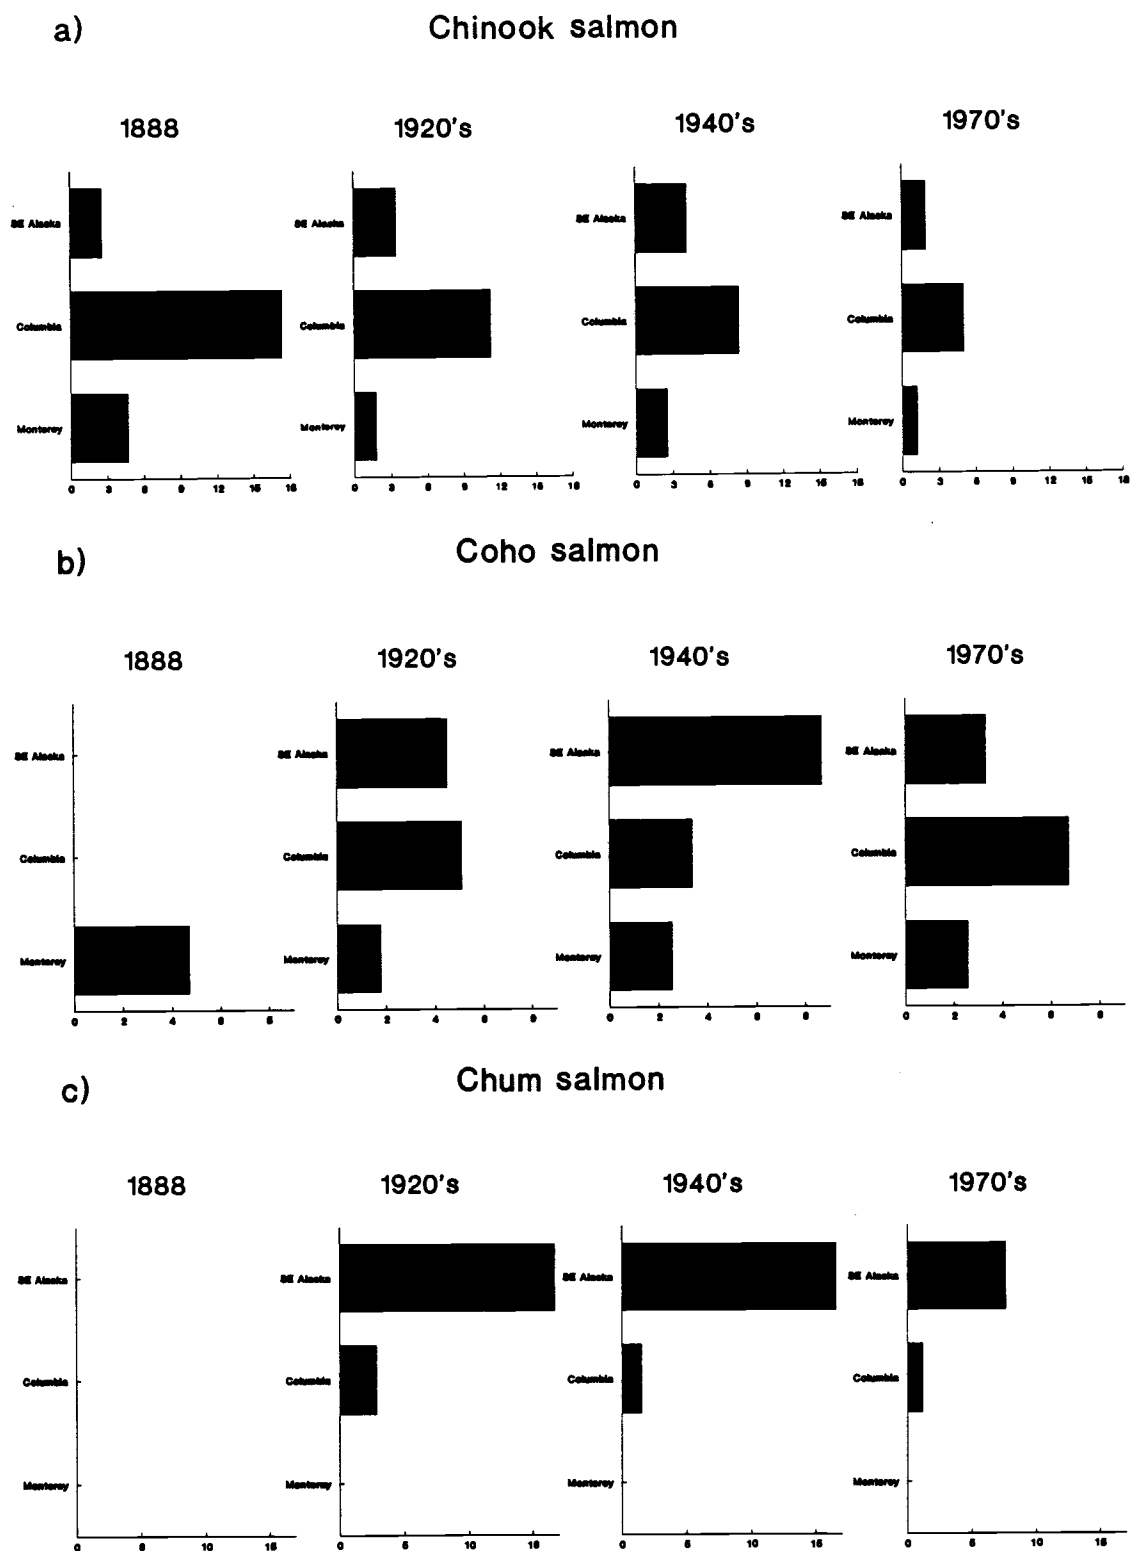 a)
Chinook salmon
1888 1920's 1940's 1970's
SE Alaska SE Alaska SE Alaska SE Alaska
Columbia Columbia Columbia Columbia
Monterey Monterey Monterey Monterey
0 3 6 9 12 15 18 0 3 6 9 12 15 18 0 3 6 9 12 15 18 0 3 6 9 12 15 18
b)
Coho salmon
1888 1920's 1940's 1970's
SE Alaska SE Alaska SE Alaska SE Alaska
Columbia Columbia Columbia Columbia
Monterey Monterey Monterey Monterey
0 2 4 6 8 0 2 4 6 8 0 2 4 6 8 0 2 4 6 8
c)
Chum salmon
1888 1920's 1940's 1970's
SE Alaska SE Alaska SE Alaska SE Alaska
Columbia Columbia Columbia Columbia
Monterey Monterey Monterey Monterey
0 5 10 15 0 5 10 15 0 5 10 15 0 5 10 15